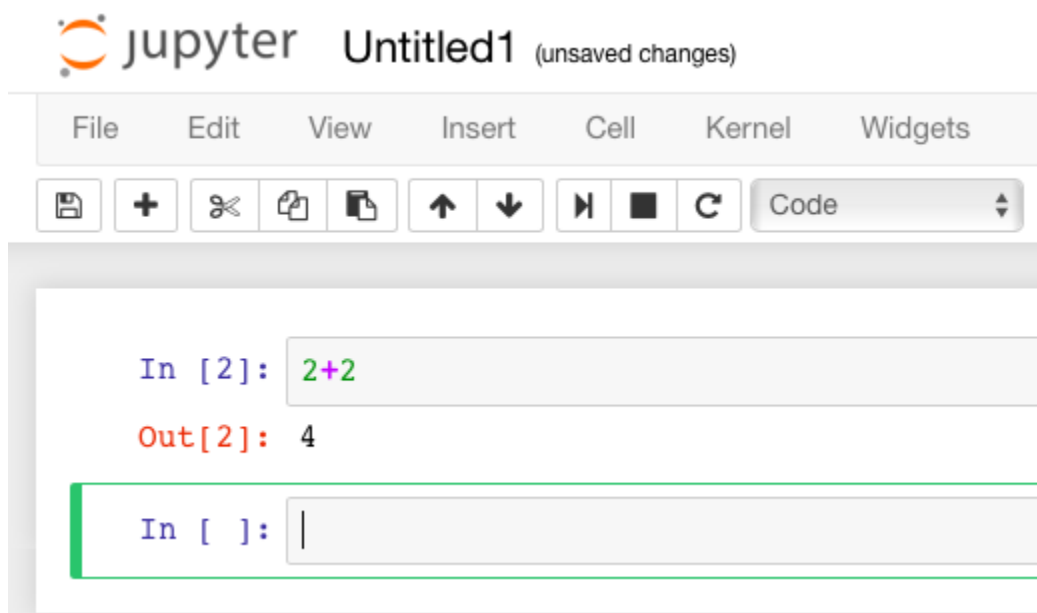 jupyter Untitled1 (unsaved changes)
File Edit View Insert Cell Kernel Widgets
Code
In [2]: 2+2
Out[2]: 4
In [ ]: